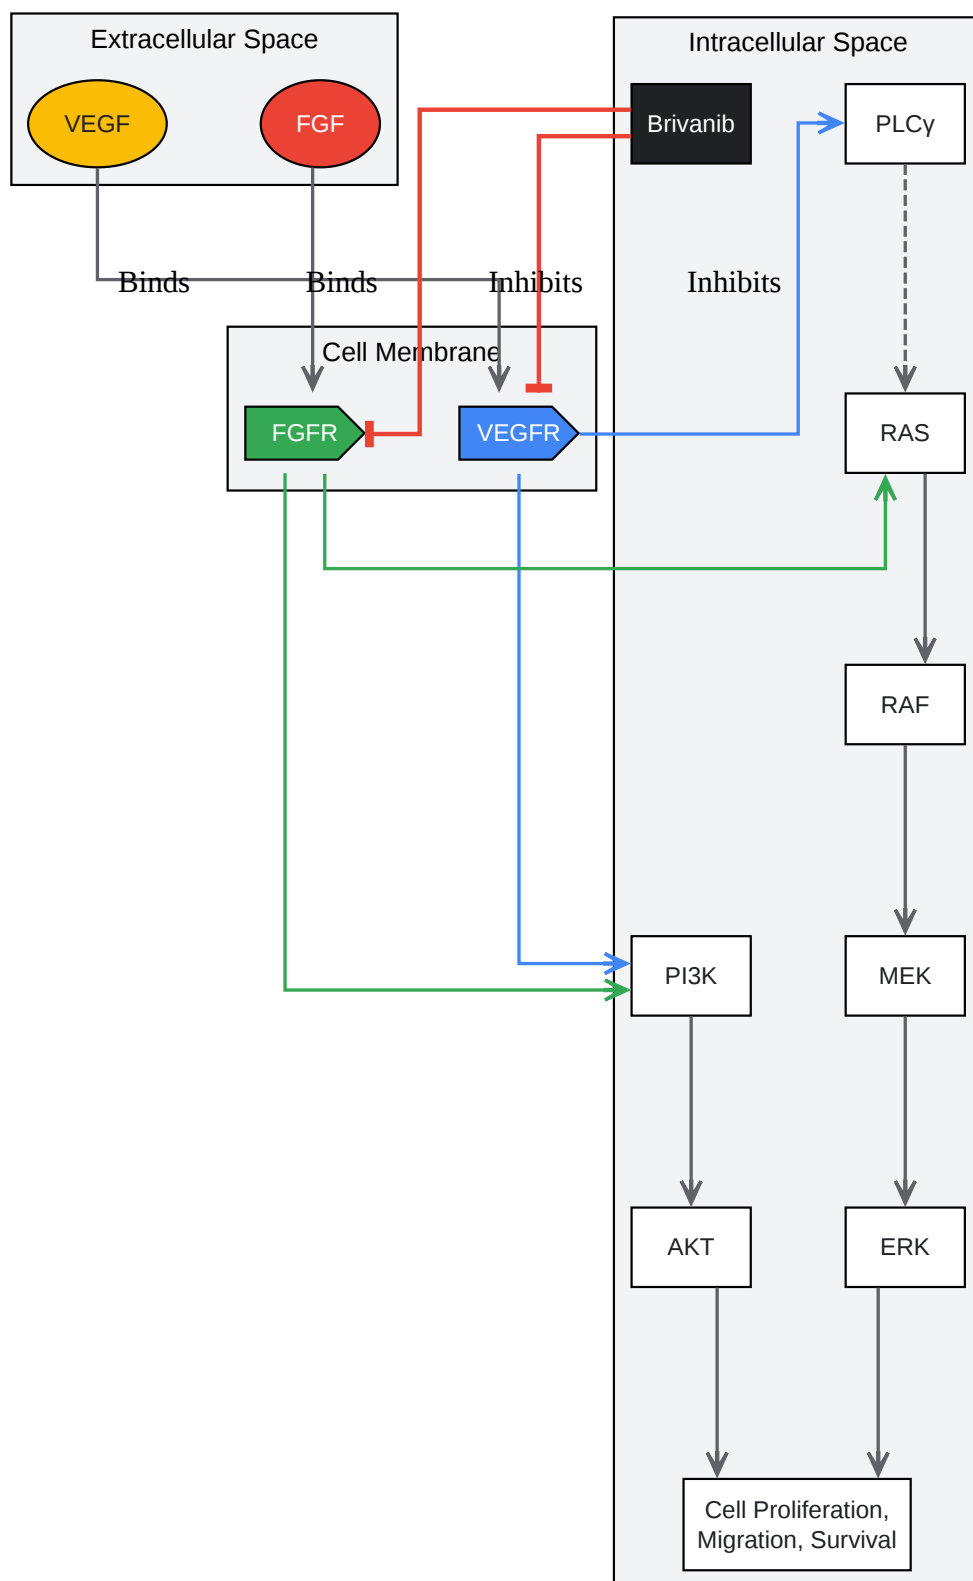 Extracellular Space
Intracellular Space
VEGF
FGF
Brivanib
PLCγ
Binds
Binds
Inhibits
Inhibits
Cell Membrane
FGFR
VEGFR
RAS
RAF
PI3K
MEK
AKT
ERK
Cell Proliferation,
Migration, Survival